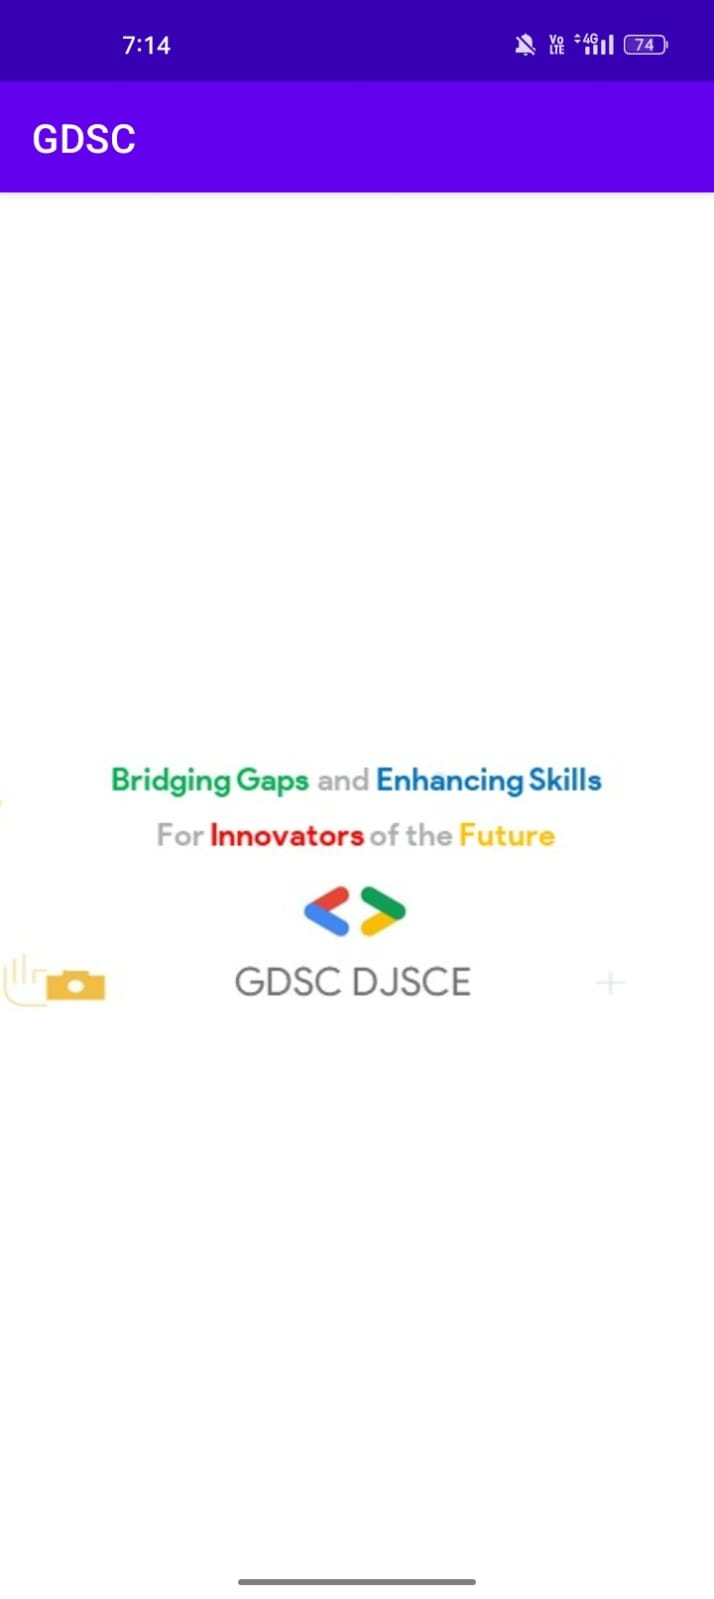 7:14
Vo
LTE
4G
74
GDSC
Bridging Gaps and Enhancing Skills
For Innovators of the Future
GDSC DJSCE